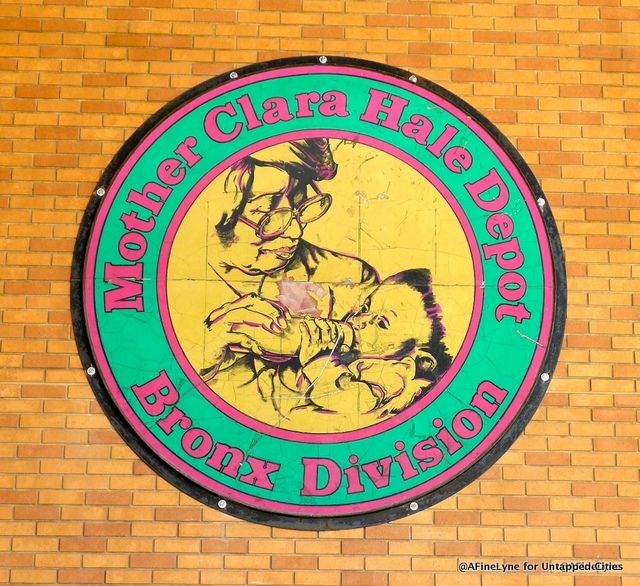 Mother Clara Hale Depot
Bronx Division
@AFineLyne for Untapped Cities